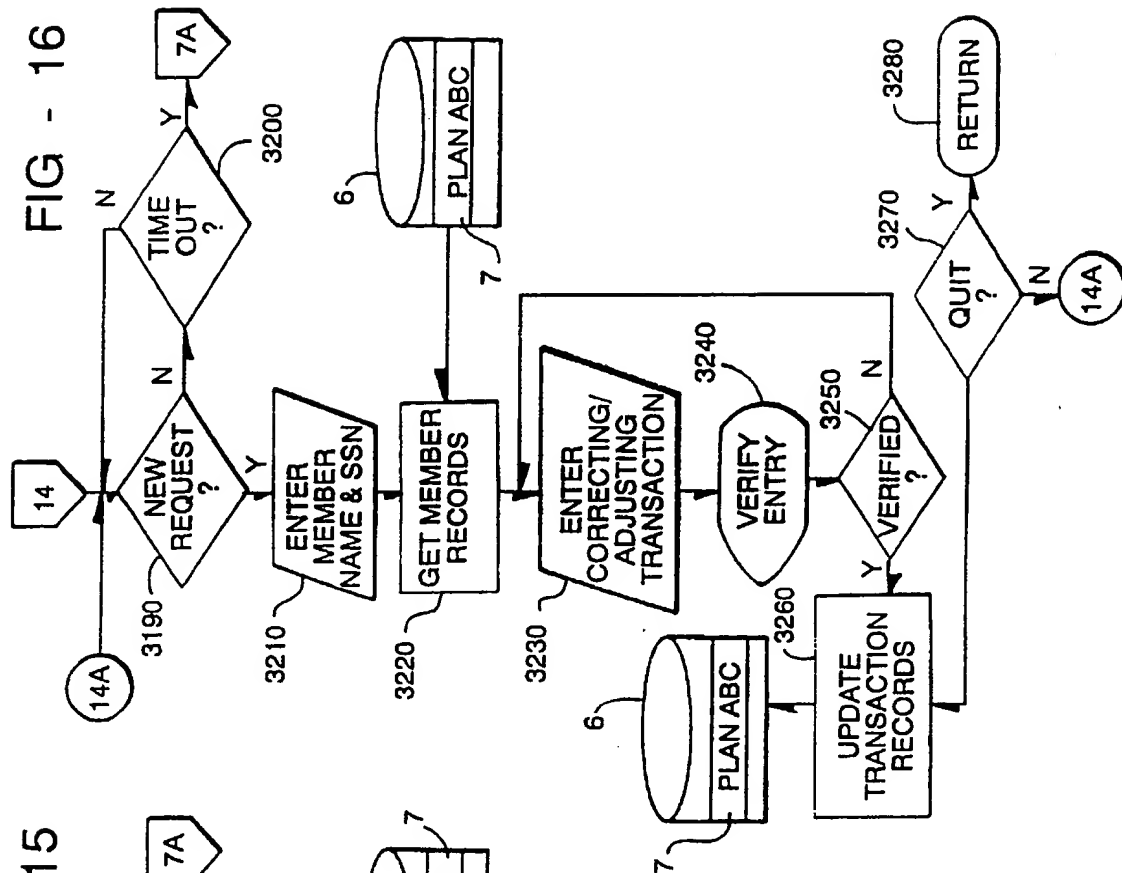 FIG - 16
14A
14
3190
NEW
REQUEST
?
N
Y
TIME
OUT
?
N
Y
3200
7A
3210
ENTER
MEMBER
NAME & SSN
3220
GET MEMBER
RECORDS
6
PLAN ABC
7
3230
ENTER
CORRECTING/
ADJUSTING
TRANSACTION
3240
VERIFY
ENTRY
3250
VERIFIED
?
N
Y
3260
UPDATE
TRANSACTION
RECORDS
6
PLAN ABC
7
3270
QUIT
?
Y
N
3280
RETURN
14A
15
7A
7